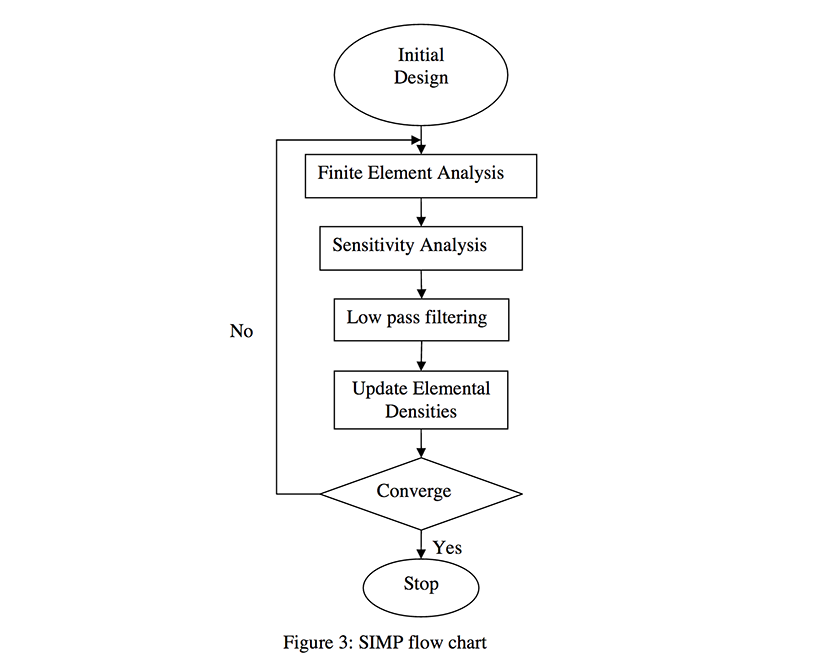 Initial
Design
Finite Element Analysis
Sensitivity Analysis
Low pass filtering
No
Update Elemental
Densities
Converge
Yes
Stop
Figure 3: SIMP flow chart